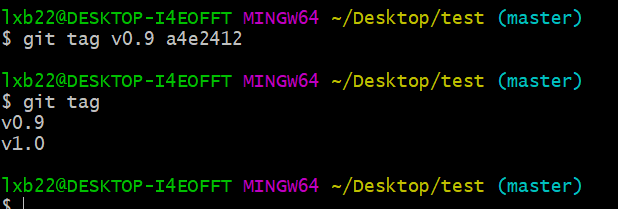 lxb22@DESKTOP-I4EOFFT MINGW64 ~/Desktop/test (master)
$ git tag v0.9 a4e2412
lxb22@DESKTOP-I4EOFFT MINGW64 ~/Desktop/test (master)
$ git tag
v0.9
v1.0
lxb22@DESKTOP-I4EOFFT MINGW64 ~/Desktop/test (master)
$